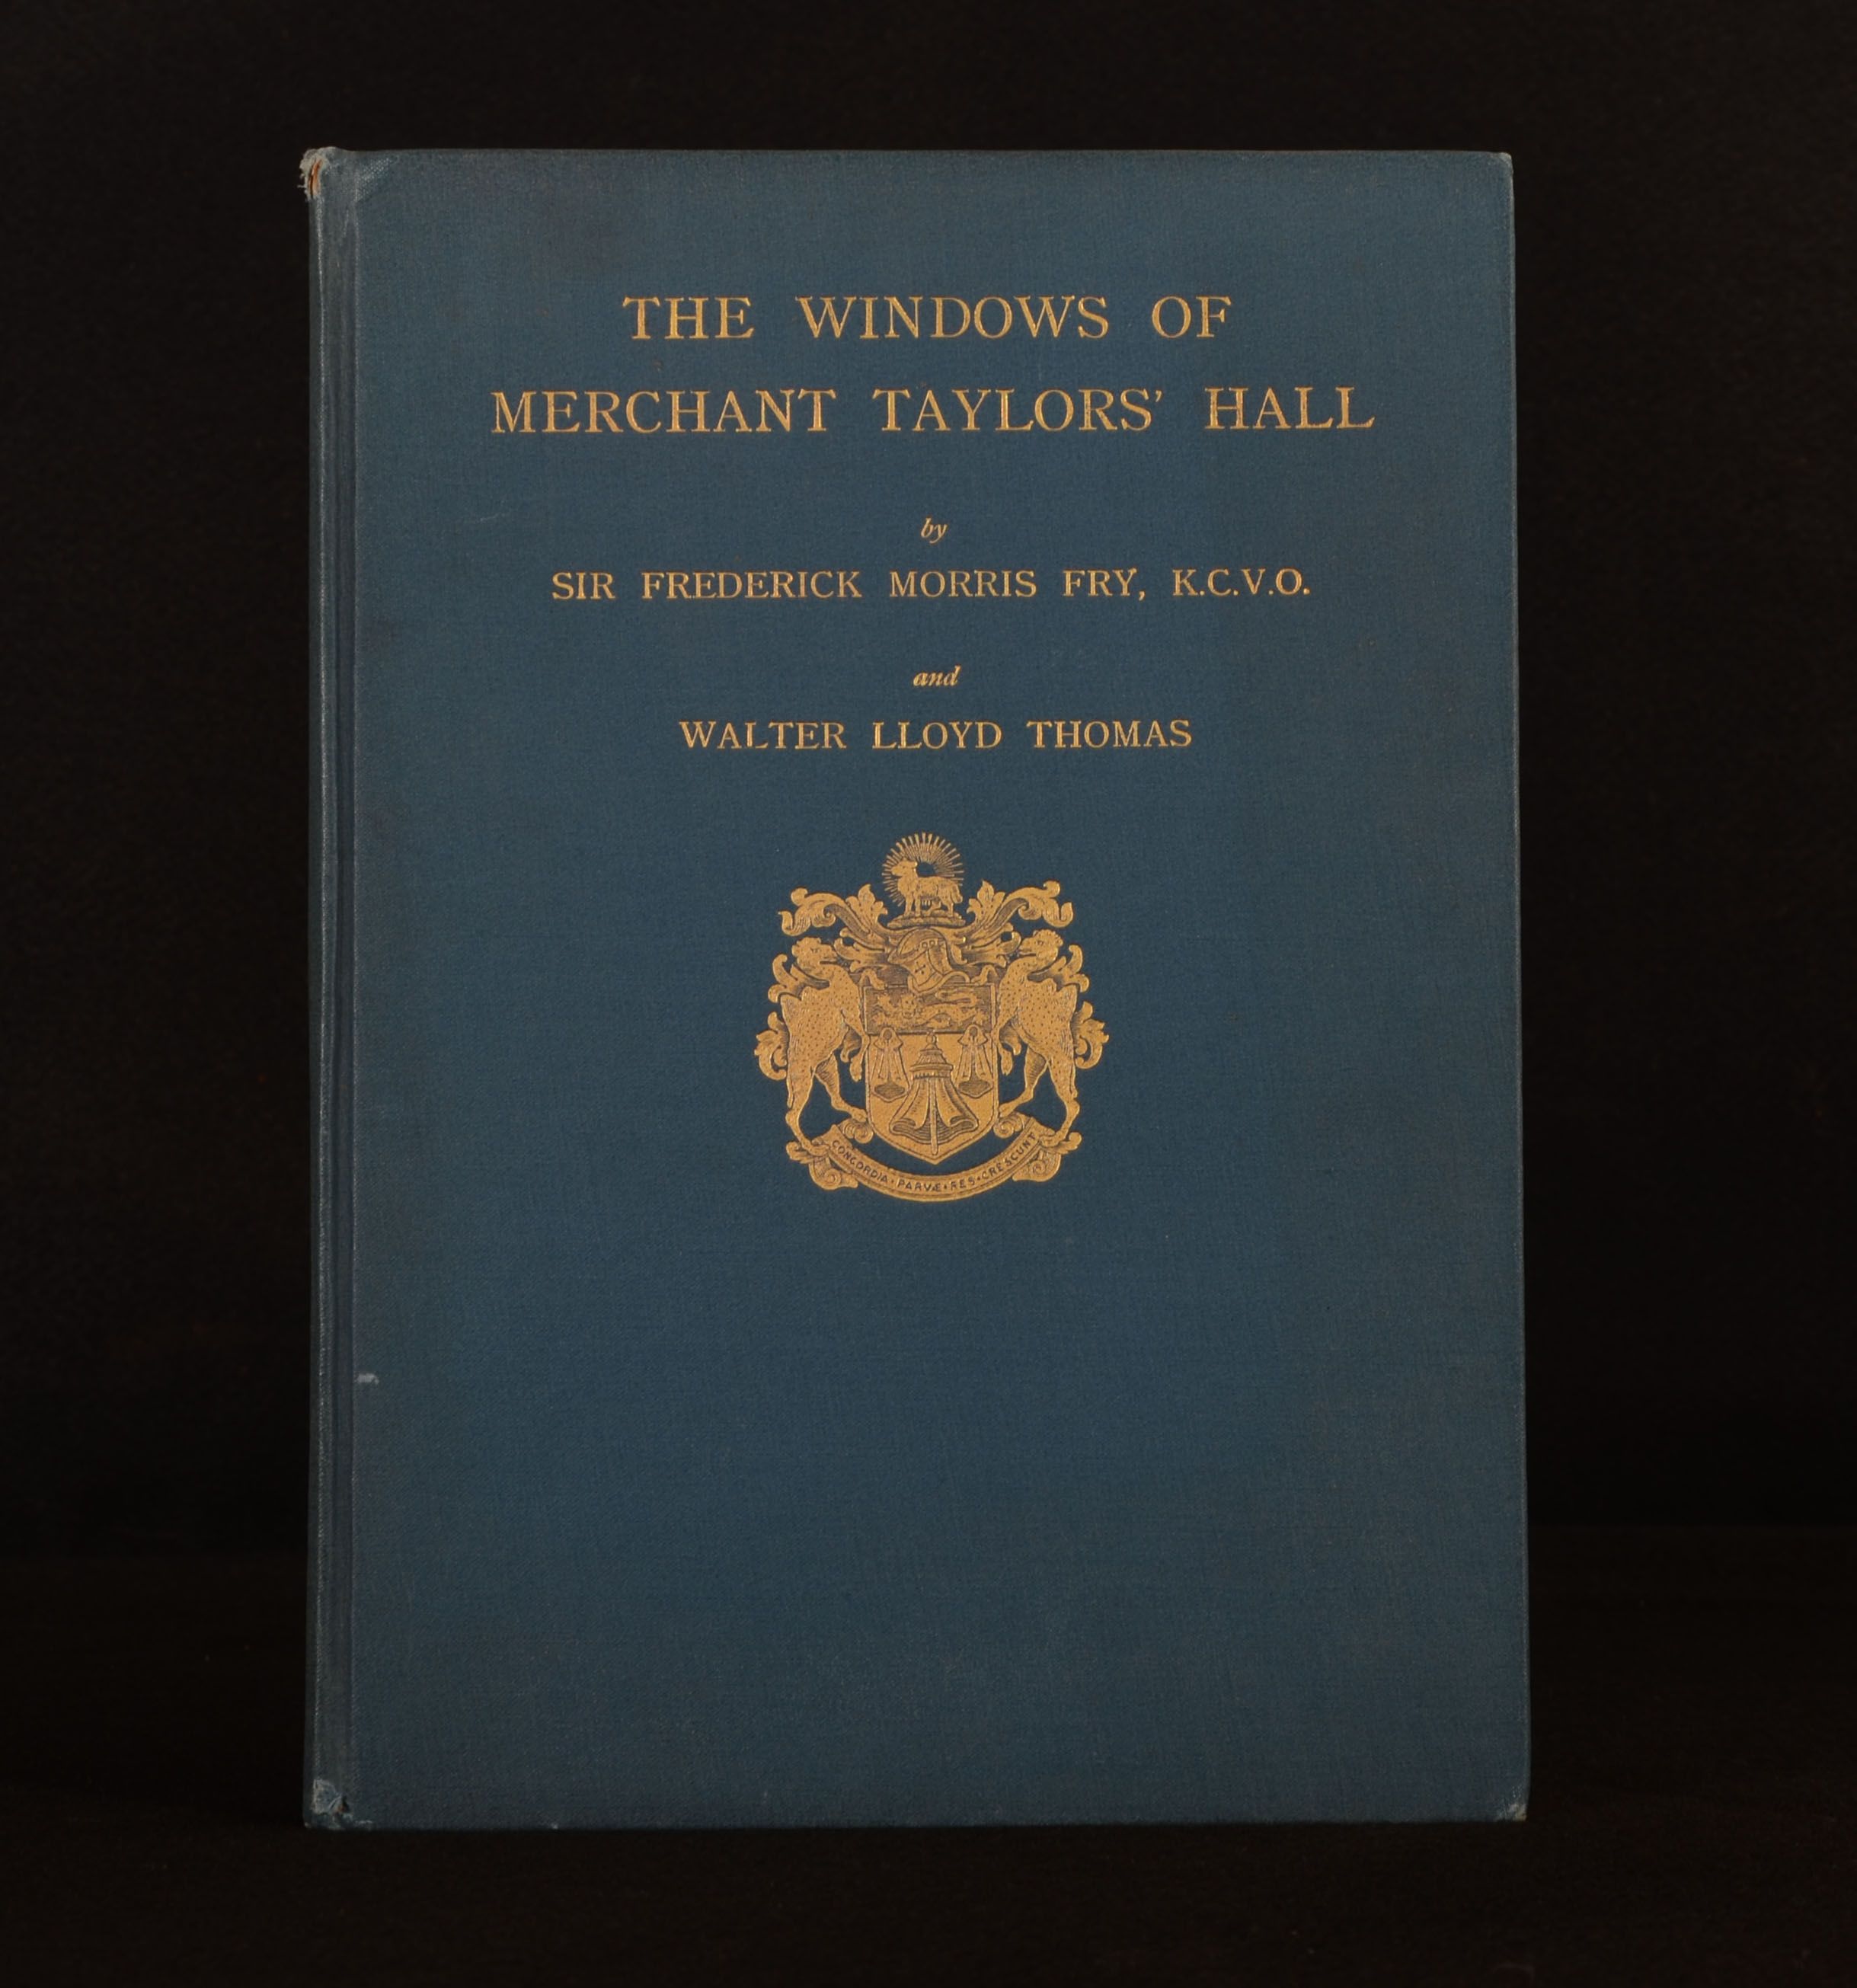 THE WINDOWS OF
MERCHANT TAYLORS' HALL
by
SIR FREDERICK MORRIS FRY, K.C.V.O.
and
WALTER LLOYD THOMAS
CONCORDIA · PARVÆ · RES · CRESCUNT